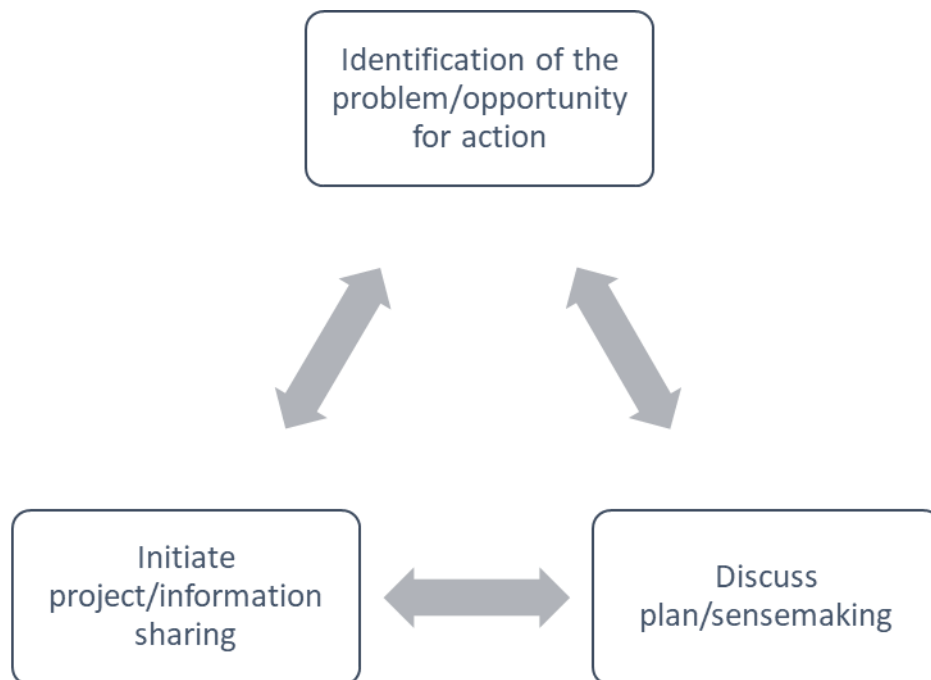 Identification of the
problem/opportunity
for action
Initiate
project/information
sharing
Discuss
plan/sensemaking